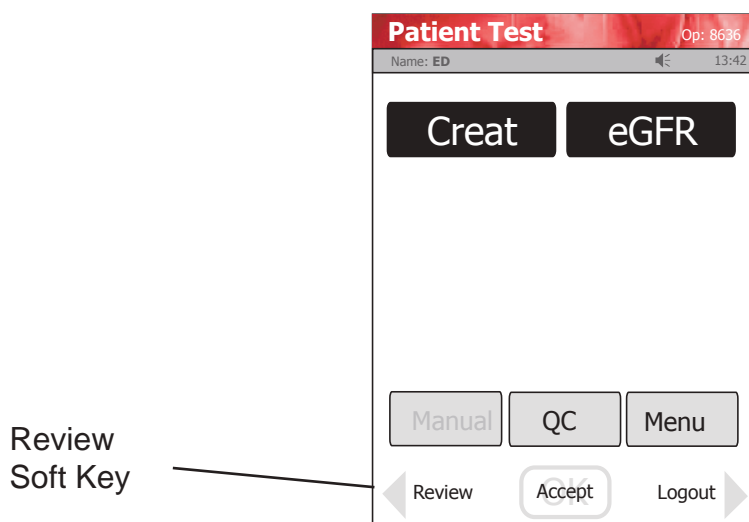 Patient Test
Op: 8636
Name: ED
13:42
Creat
eGFR
Manual
QC
Menu
Review
Soft Key
Review
OK
Accept
Logout